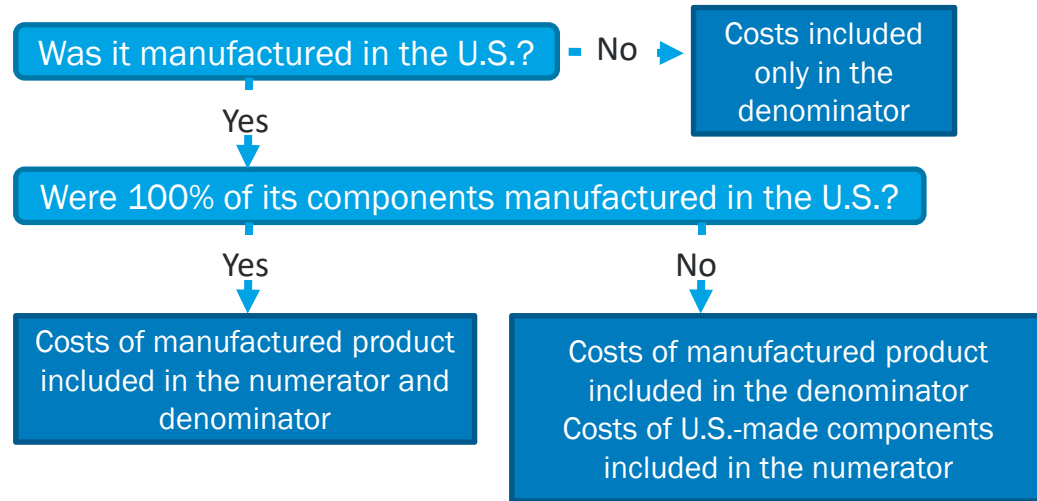 Was it manufactured in the U.S.?
No
Costs included
only in the
denominator
Yes
Were 100% of its components manufactured in the U.S.?
Yes
No
Costs of manufactured product
included in the numerator and
denominator
Costs of manufactured product
included in the denominator
Costs of U.S.-made components
included in the numerator